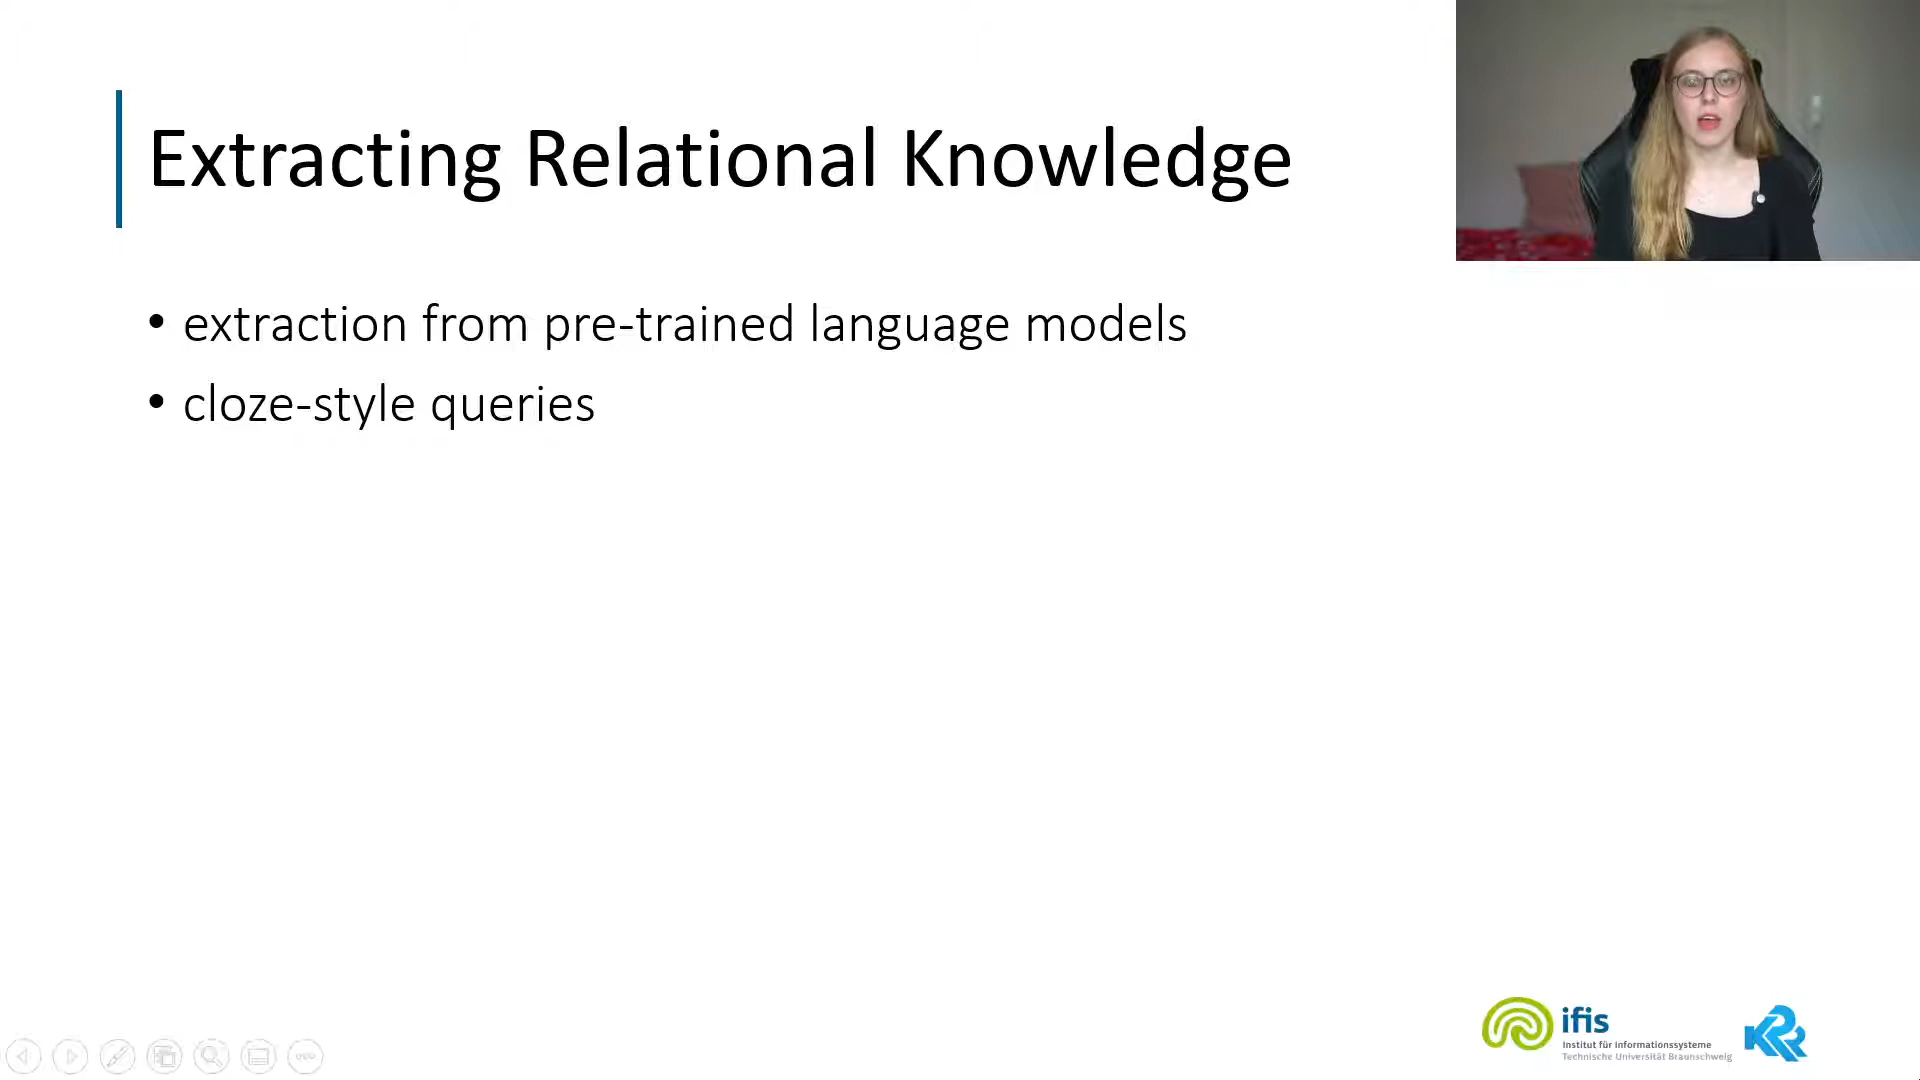 Extracting Relational Knowledge
• extraction from pre-trained language models
• cloze-style queries
ifis
Institut für Informationssysteme
Technische Universität Braunschweig
KRR